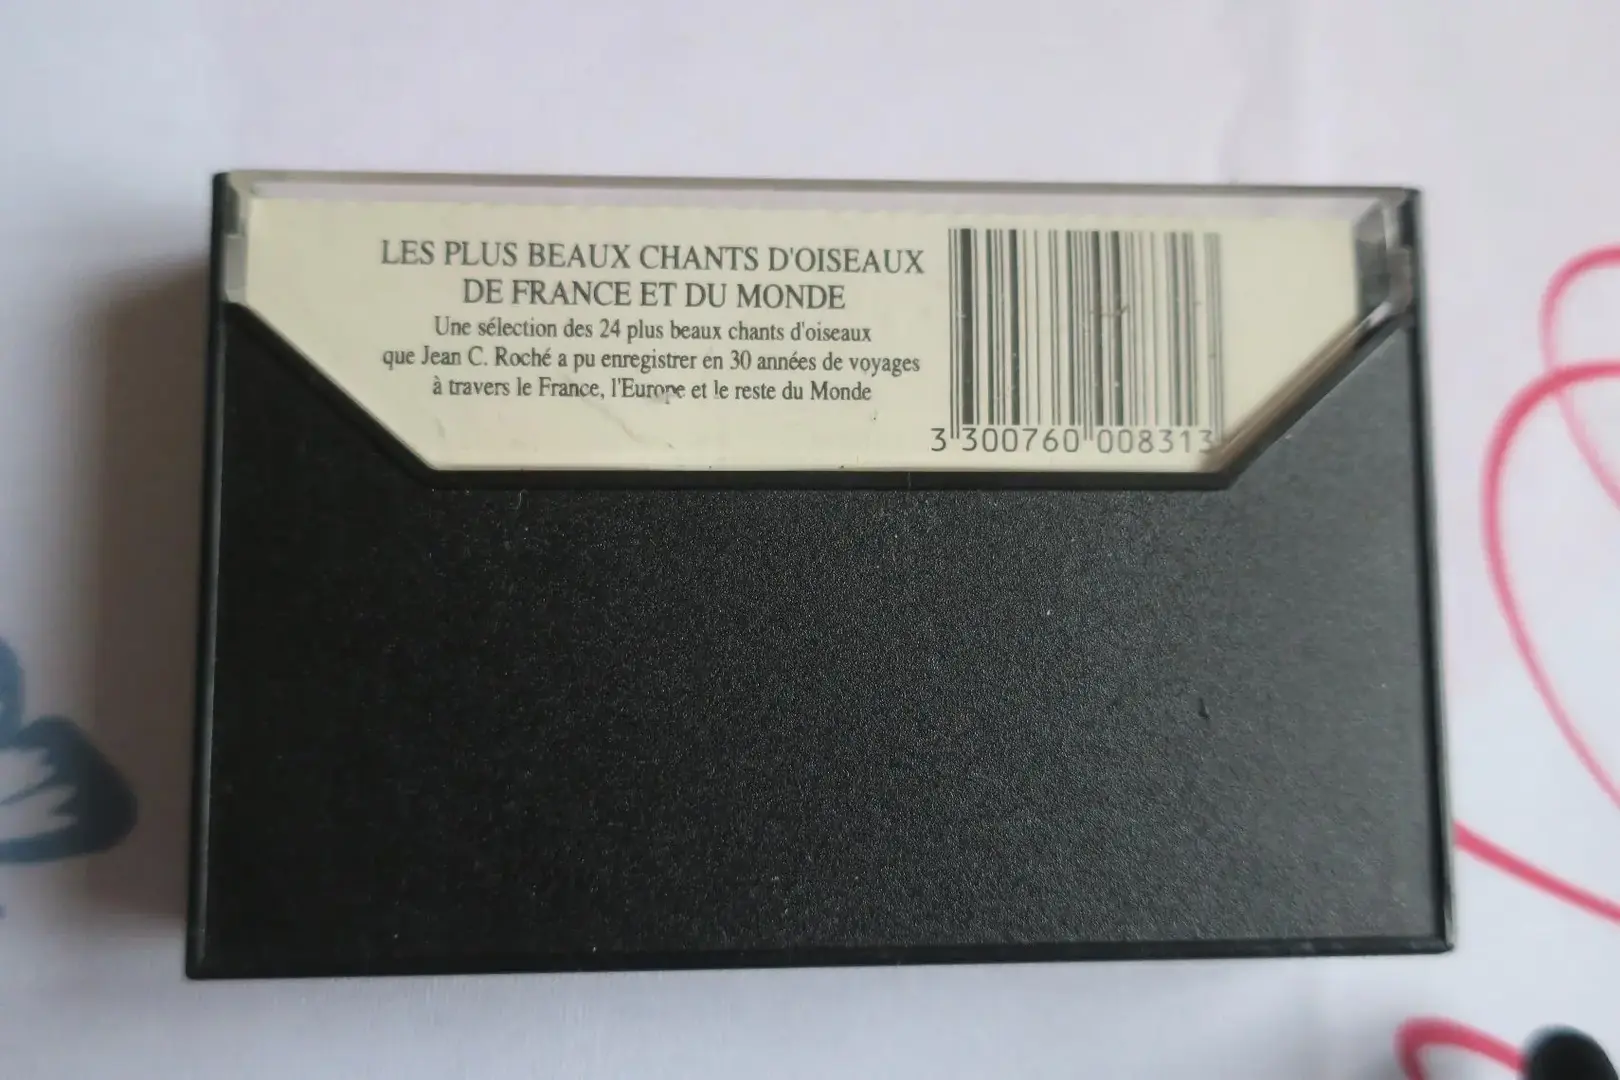 LES PLUS BEAUX CHANTS D'OISEAUX
DE FRANCE ET DU MONDE
Une sélection des 24 plus beaux chants d'oiseaux
que Jean C. Roché a pu enregistrer en 30 années de voyages
à travers le France, l'Europe et le reste du Monde
3 300760 008313